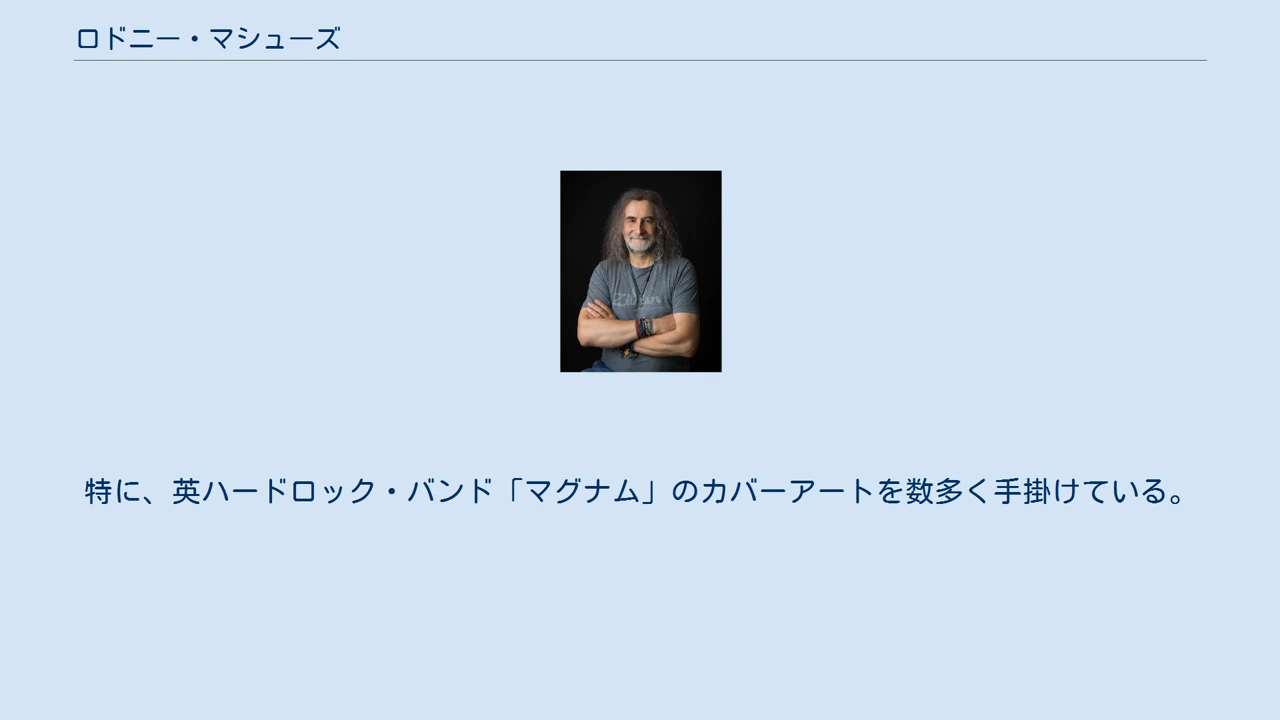 ロドニー・マシューズ
特に、英ハードロック・バンド「マグナム」のカバーアートを数多く手掛けている。